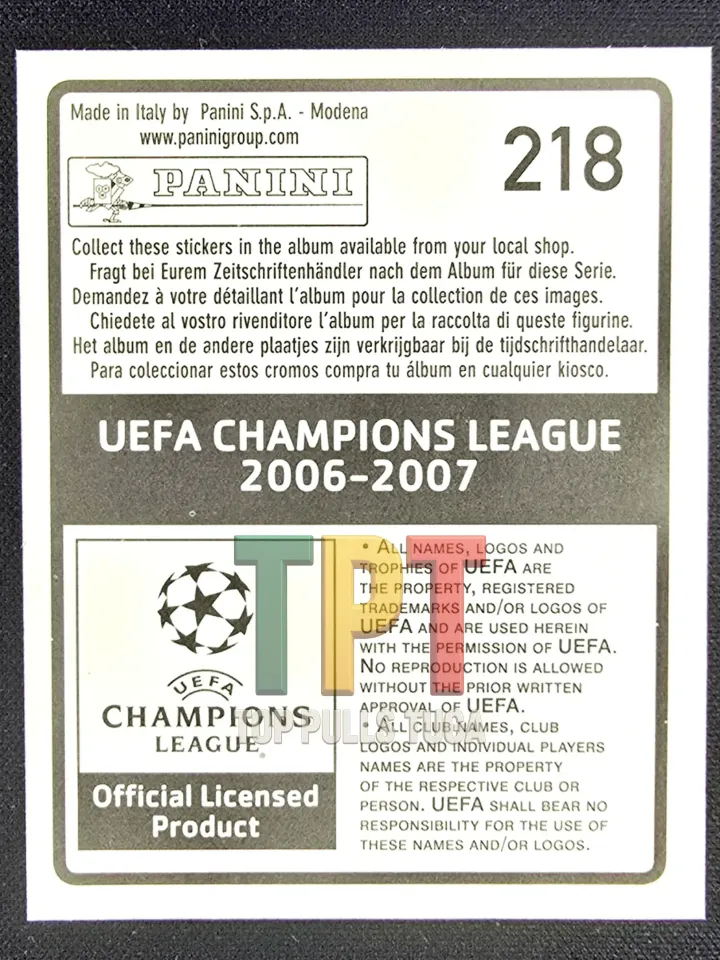 Made in Italy by Panini S.p.A. - Modena
www.paninigroup.com
218
PANINI
Collect these stickers in the album available from your local shop.
Fragt bei Eurem Zeitschriftenhändler nach dem Album für diese Serie.
Demandez à votre détaillant l'album pour la collection de ces images.
Chiedete al vostro rivenditore l'album per la raccolta di queste figurine.
Het album en de andere plaatjes zijn verkrijgbaar bij de tijdschrifthandelaar.
Para coleccionar estos cromos compra tu álbum en cualquier kiosco.
UEFA CHAMPIONS LEAGUE
2006-2007
UEFA
CHAMPIONS
LEAGUE
Official Licensed
Product
• ALL NAMES, LOGOS AND
TROPHIES OF UEFA ARE
THE PROPERTY, REGISTERED
TRADEMARKS AND/OR LOGOS OF
UEFA AND ARE USED HEREIN
WITH THE PERMISSION OF UEFA.
NO REPRODUCTION IS ALLOWED
WITHOUT THE PRIOR WRITTEN
APPROVAL OF UEFA.
• ALL CLUB NAMES, CLUB
LOGOS AND INDIVIDUAL PLAYERS
NAMES ARE THE PROPERTY
OF THE RESPECTIVE CLUB OR
PERSON. UEFA SHALL BEAR NO
RESPONSIBILITY FOR THE USE OF
THESE NAMES AND/OR LOGOS.
TPT
TOP PULLS TUGA